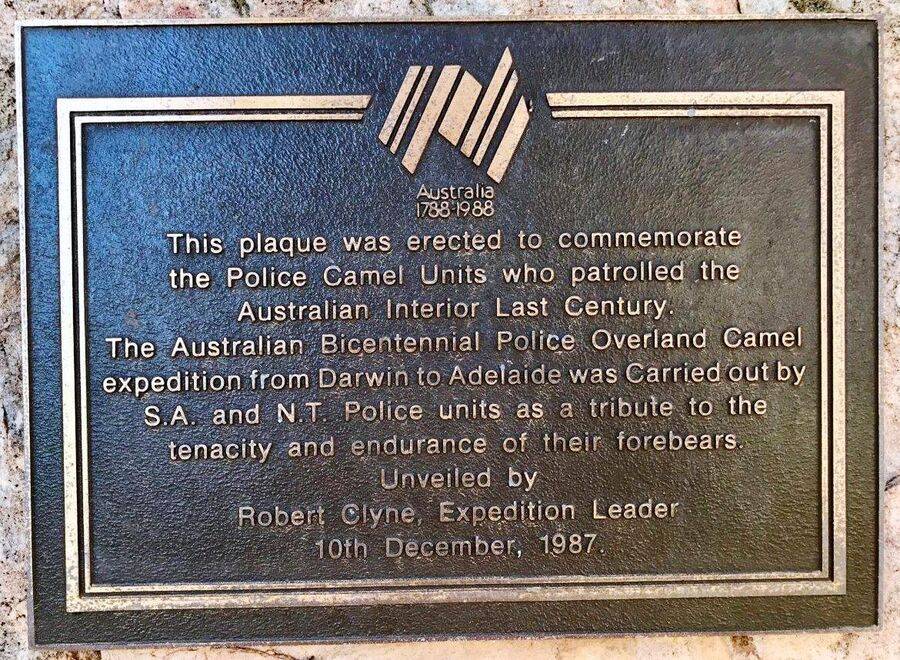 Australia
1788-1988
This plaque was erected to commemorate
the Police Camel Units who patrolled the
Australian Interior Last Century.
The Australian Bicentennial Police Overland Camel
expedition from Darwin to Adelaide was Carried out by
S.A. and N.T. Police units as a tribute to the
tenacity and endurance of their forebears.
Unveiled by
Robert Clyne, Expedition Leader
10th December, 1987.